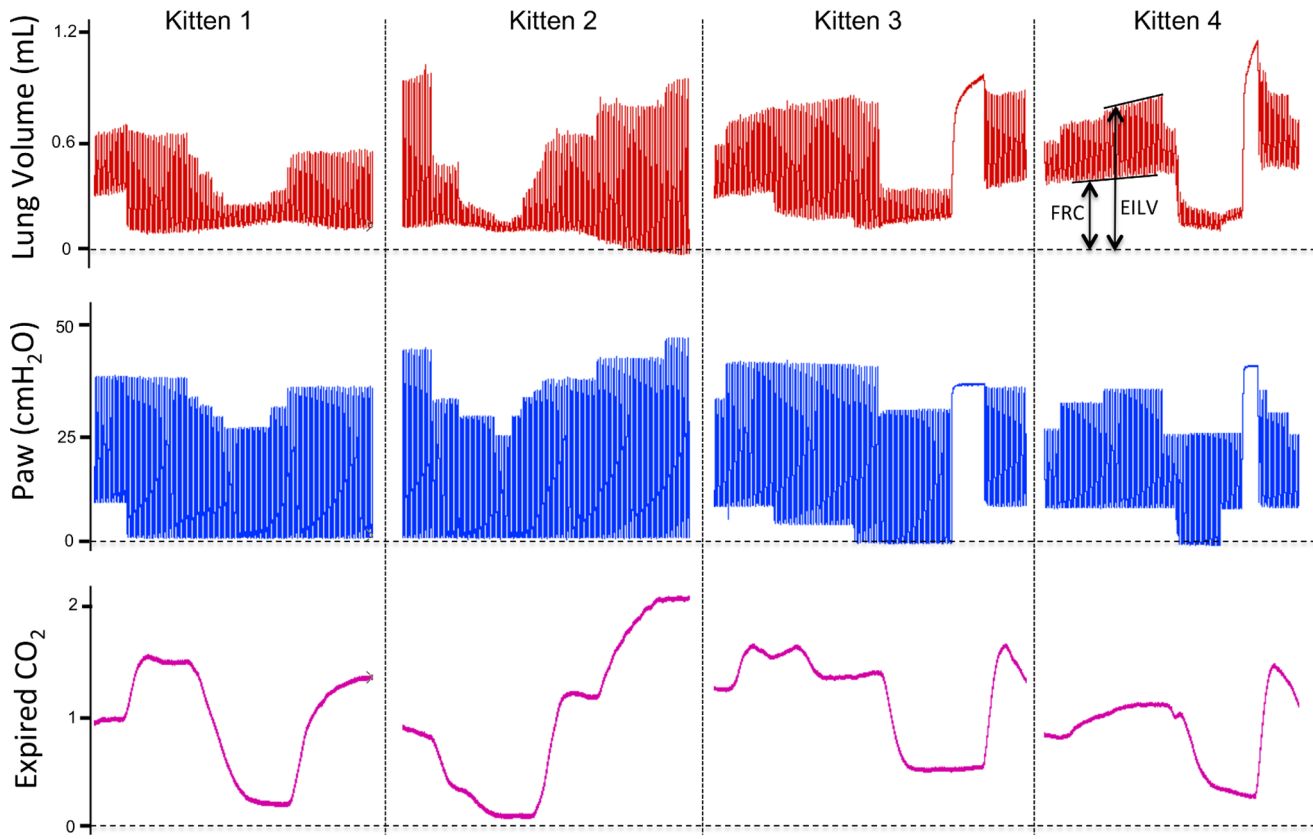 Kitten 1
Kitten 2
Kitten 3
Kitten 4
Lung Volume (mL)
1.2
0.6
0
FRC
EILV
Paw (cmH₂O)
50
25
0
Expired CO₂
2
1
0